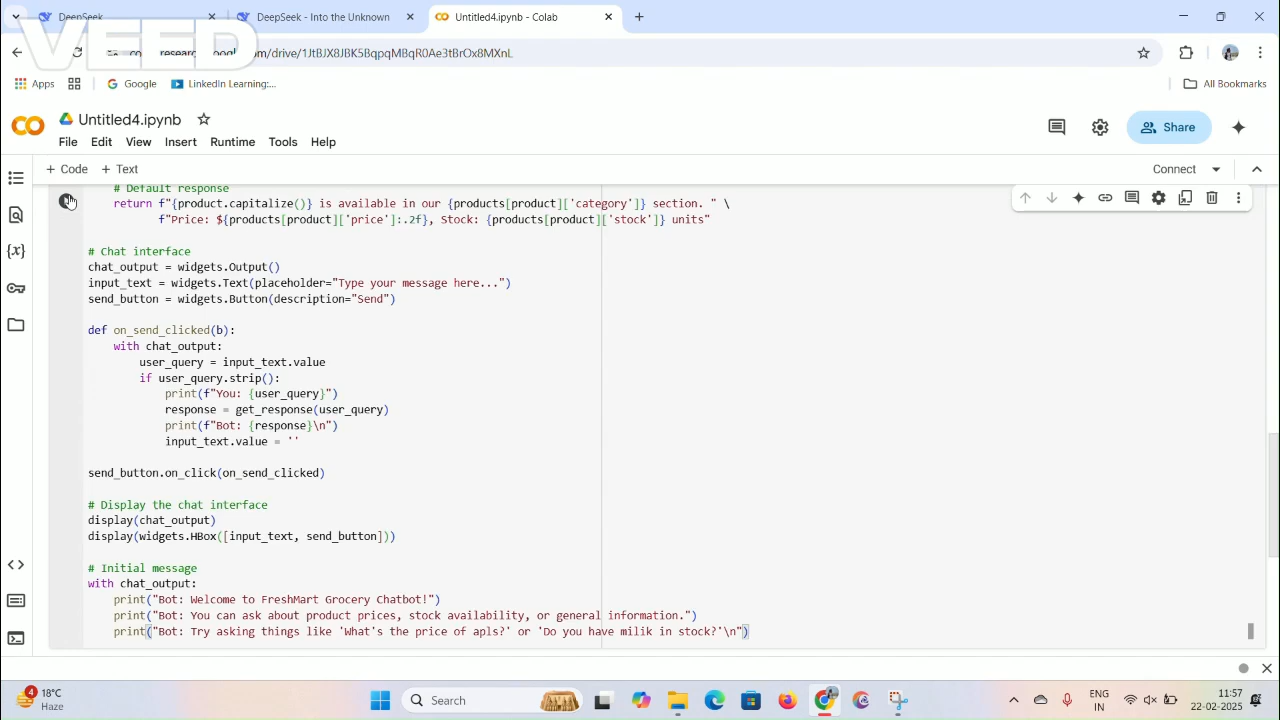 DeepSeek
DeepSeek - Into the Unknown
Untitled4.ipynb - Colab
VEED
om/drive/1JtBJX8JBK5BqpqMBqR0Ae3tBrOx8MXnL
Apps
Google
LinkedIn Learning:...
All Bookmarks
Untitled4.ipynb
Share
File Edit View Insert Runtime Tools Help
+ Code + Text
Connect
# Default response
return f"{product.capitalize()} is available in our {products[product]['category']} section. " \
f"Price: ${products[product]['price']:.2f}, Stock: {products[product]['stock']} units"
# Chat interface
chat_output = widgets.Output()
input_text = widgets.Text(placeholder="Type your message here...")
send_button = widgets.Button(description="Send")
def on_send_clicked(b):
with chat_output:
user_query = input_text.value
if user_query.strip():
print(f"You: {user_query}")
response = get_response(user_query)
print(f"Bot: {response}\n")
input_text.value = ''
send_button.on_click(on_send_clicked)
# Display the chat interface
display(chat_output)
display(widgets.HBox([input_text, send_button]))
# Initial message
with chat_output:
print("Bot: Welcome to FreshMart Grocery Chatbot!")
print("Bot: You can ask about product prices, stock availability, or general information.")
print("Bot: Try asking things like 'What's the price of apls?' or 'Do you have milik in stock?'\n")
4
18°C
Haze
Search
ENG
IN
11:57
22-02-2025